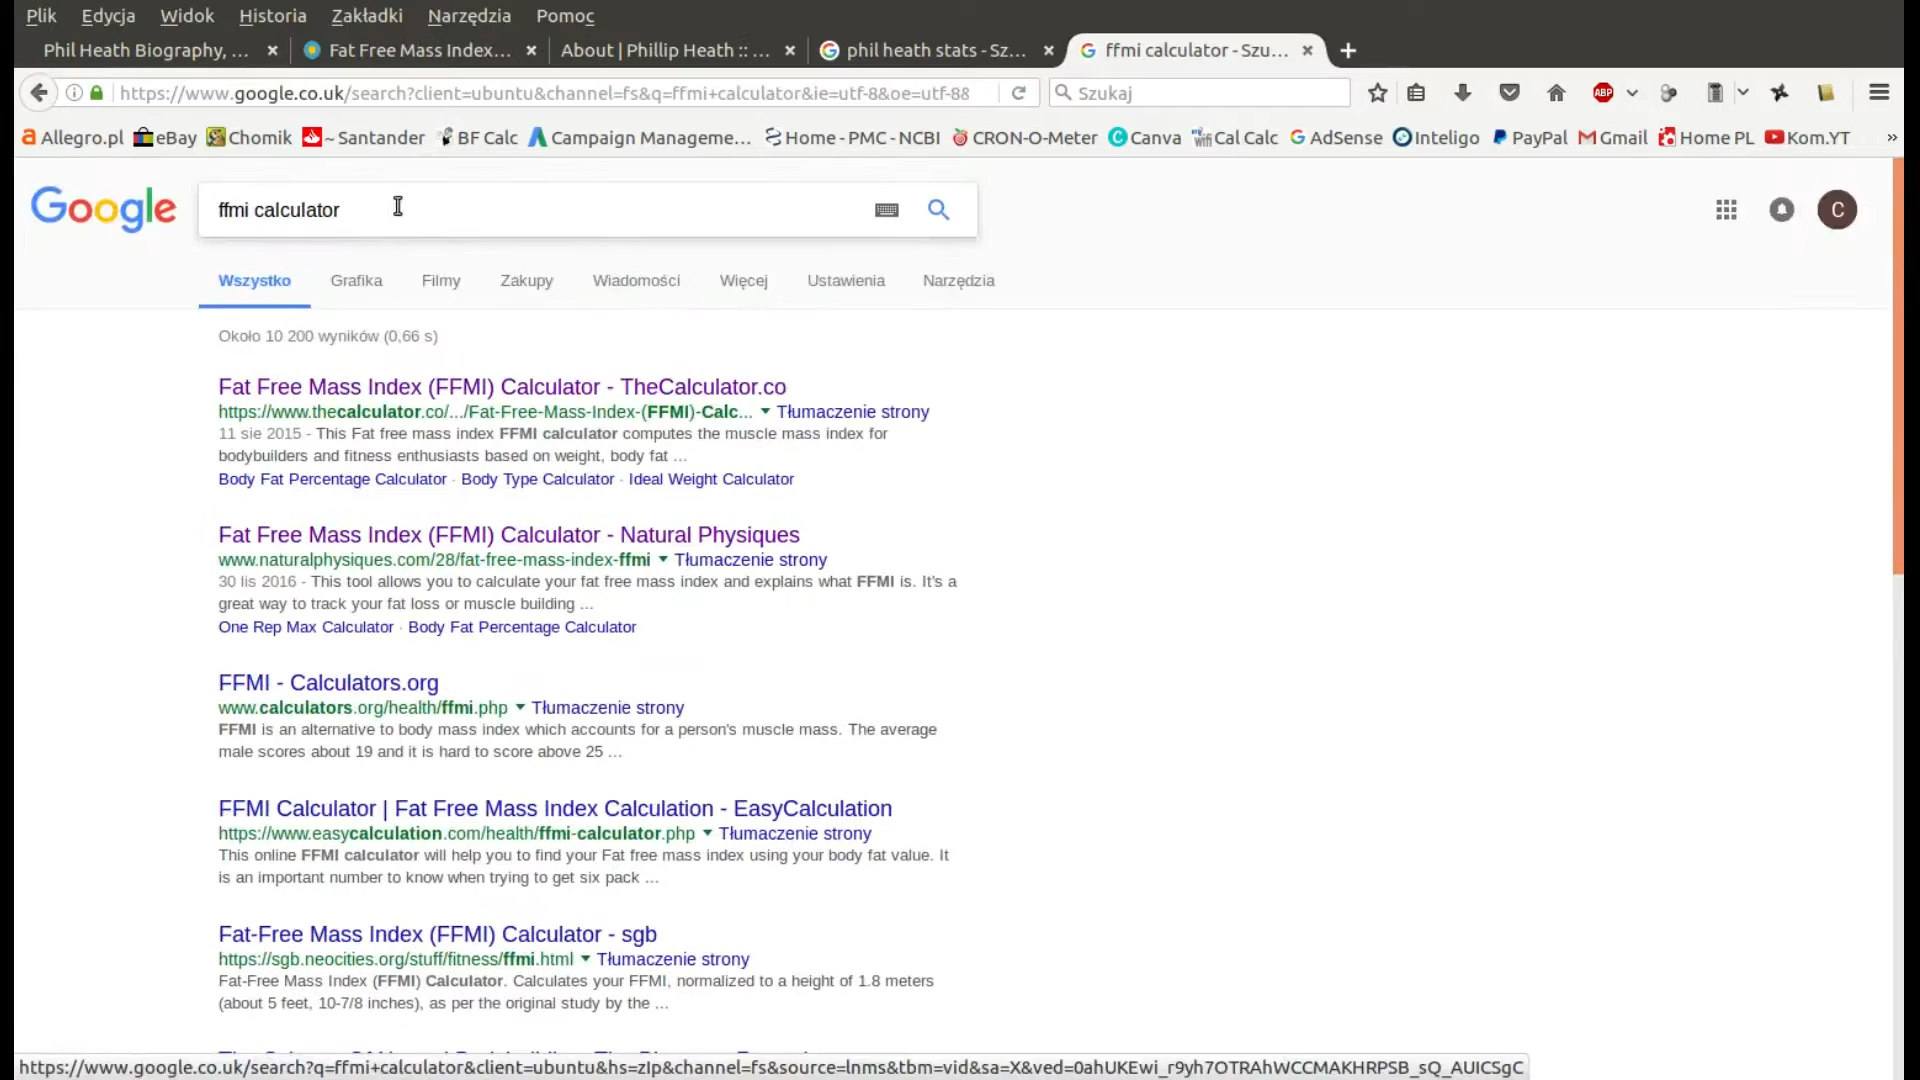 Plik Edycja Widok Historia Zakładki Narzędzia Pomoc
Phil Heath Biography, ... Fat Free Mass Index... About | Phillip Heath :: ... phil heath stats - Sz... ffmi calculator - Szu...
https://www.google.co.uk/search?client=ubuntu&channel=fs&q=ffmi+calculator&ie=utf-8&oe=utf-88 Szukaj ABP
Allegro.pl eBay Chomik ~ Santander BF Calc Campaign Manageme... Home - PMC - NCBI CRON-O-Meter Canva Cal Calc AdSense Inteligo PayPal Gmail Home PL Kom.YT »
Google ffmi calculator C
Wszystko Grafika Filmy Zakupy Wiadomości Więcej Ustawienia Narzędzia
Około 10 200 wyników (0,66 s)
Fat Free Mass Index (FFMI) Calculator - TheCalculator.co
https://www.thecalculator.co/.../Fat-Free-Mass-Index-(FFMI)-Calc... Tłumaczenie strony
11 sie 2015 - This Fat free mass index FFMI calculator computes the muscle mass index for
bodybuilders and fitness enthusiasts based on weight, body fat ...
Body Fat Percentage Calculator · Body Type Calculator · Ideal Weight Calculator
Fat Free Mass Index (FFMI) Calculator - Natural Physiques
www.naturalphysiques.com/28/fat-free-mass-index-ffmi Tłumaczenie strony
30 lis 2016 - This tool allows you to calculate your fat free mass index and explains what FFMI is. It's a
great way to track your fat loss or muscle building ...
One Rep Max Calculator · Body Fat Percentage Calculator
FFMI - Calculators.org
www.calculators.org/health/ffmi.php Tłumaczenie strony
FFMI is an alternative to body mass index which accounts for a person's muscle mass. The average
male scores about 19 and it is hard to score above 25 ...
FFMI Calculator | Fat Free Mass Index Calculation - EasyCalculation
https://www.easycalculation.com/health/ffmi-calculator.php Tłumaczenie strony
This online FFMI calculator will help you to find your Fat free mass index using your body fat value. It
is an important number to know when trying to get six pack ...
Fat-Free Mass Index (FFMI) Calculator - sgb
https://sgb.neocities.org/stuff/fitness/ffmi.html Tłumaczenie strony
Fat-Free Mass Index (FFMI) Calculator. Calculates your FFMI, normalized to a height of 1.8 meters
(about 5 feet, 10-7/8 inches), as per the original study by the ...
https://www.google.co.uk/search?q=ffmi+calculator&client=ubuntu&hs=zIp&channel=fs&source=lnms&tbm=vid&sa=X&ved=0ahUKEwi_r9yh7OTRAhWCCMAKHRPSB_sQ_AUICSgC